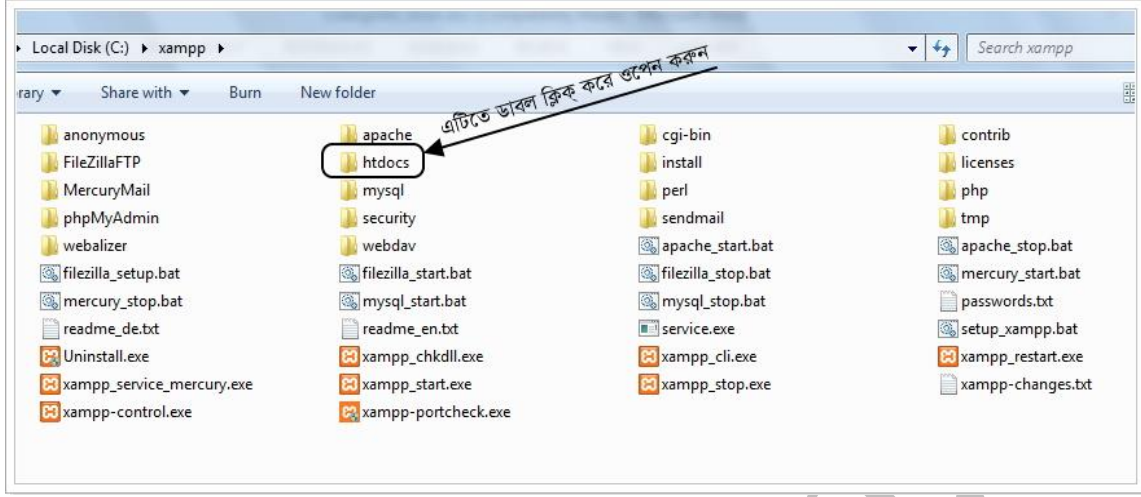 Local Disk (C:) xampp Search xampp
rary Share with Burn New folder
এটিতে ডাবল ক্লিক্ করে ওপেন করুন
anonymous apache cgi-bin contrib
FileZillaFTP htdocs install licenses
MercuryMail mysql perl php
phpMyAdmin security sendmail tmp
webalizer webdav apache_start.bat apache_stop.bat
filezilla_setup.bat filezilla_start.bat filezilla_stop.bat mercury_start.bat
mercury_stop.bat mysql_start.bat mysql_stop.bat passwords.txt
readme_de.txt readme_en.txt service.exe setup_xampp.bat
Uninstall.exe xampp_chkdll.exe xampp_cli.exe xampp_restart.exe
xampp_service_mercury.exe xampp_start.exe xampp_stop.exe xampp-changes.txt
xampp-control.exe xampp-portcheck.exe